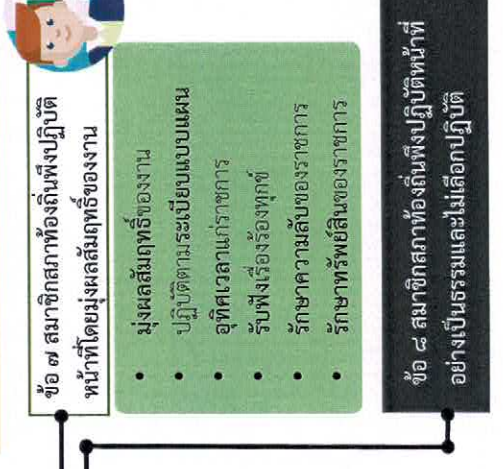 ข้อ ๗ สมาชิกสภาท้องถิ่นพึงปฏิบัติ
หน้าที่โดยมุ่งผลสัมฤทธิ์ของงาน
• มุ่งผลสัมฤทธิ์ของงาน
• ปฏิบัติตามระเบียบแบบแผน
• อุทิศเวลาแก่ราชการ
• รับฟังเรื่องร้องทุกข์
• รักษาความลับของราชการ
• รักษาทรัพย์สินของราชการ
ข้อ ๘ สมาชิกสภาท้องถิ่นพึงปฏิบัติหน้าที่
อย่างเป็นธรรมและไม่เลือกปฏิบัติ